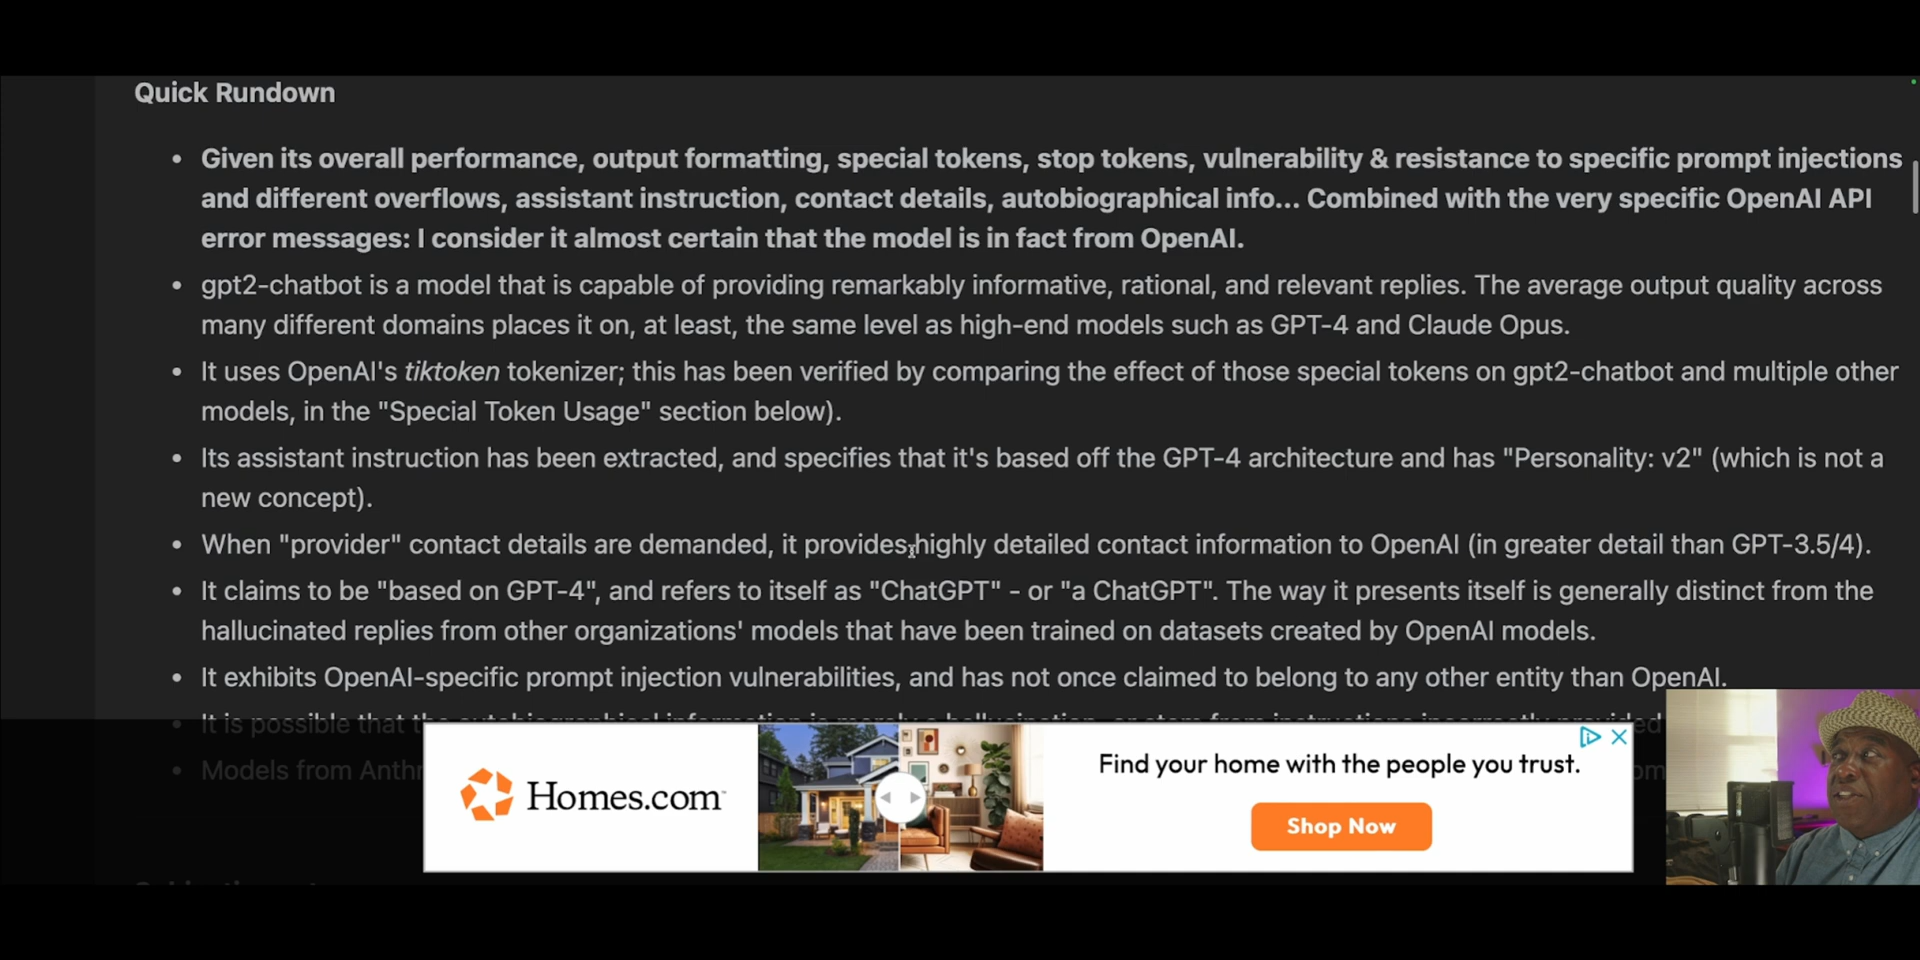 Quick Rundown
• Given its overall performance, output formatting, special tokens, stop tokens, vulnerability & resistance to specific prompt injections
and different overflows, assistant instruction, contact details, autobiographical info... Combined with the very specific OpenAI API
error messages: I consider it almost certain that the model is in fact from OpenAI.
• gpt2-chatbot is a model that is capable of providing remarkably informative, rational, and relevant replies. The average output quality across
many different domains places it on, at least, the same level as high-end models such as GPT-4 and Claude Opus.
• It uses OpenAI's tiktoken tokenizer; this has been verified by comparing the effect of those special tokens on gpt2-chatbot and multiple other
models, in the "Special Token Usage" section below).
• Its assistant instruction has been extracted, and specifies that it's based off the GPT-4 architecture and has "Personality: v2" (which is not a
new concept).
• When "provider" contact details are demanded, it provides highly detailed contact information to OpenAI (in greater detail than GPT-3.5/4).
• It claims to be "based on GPT-4", and refers to itself as "ChatGPT" - or "a ChatGPT". The way it presents itself is generally distinct from the
hallucinated replies from other organizations' models that have been trained on datasets created by OpenAI models.
• It exhibits OpenAI-specific prompt injection vulnerabilities, and has not once claimed to belong to any other entity than OpenAI.
• It is possible that the autobiographical information is merely a hallucination, or stem from instructions incorrectly provided
• Models from
Homes.com
Find your home with the people you trust.
Shop Now